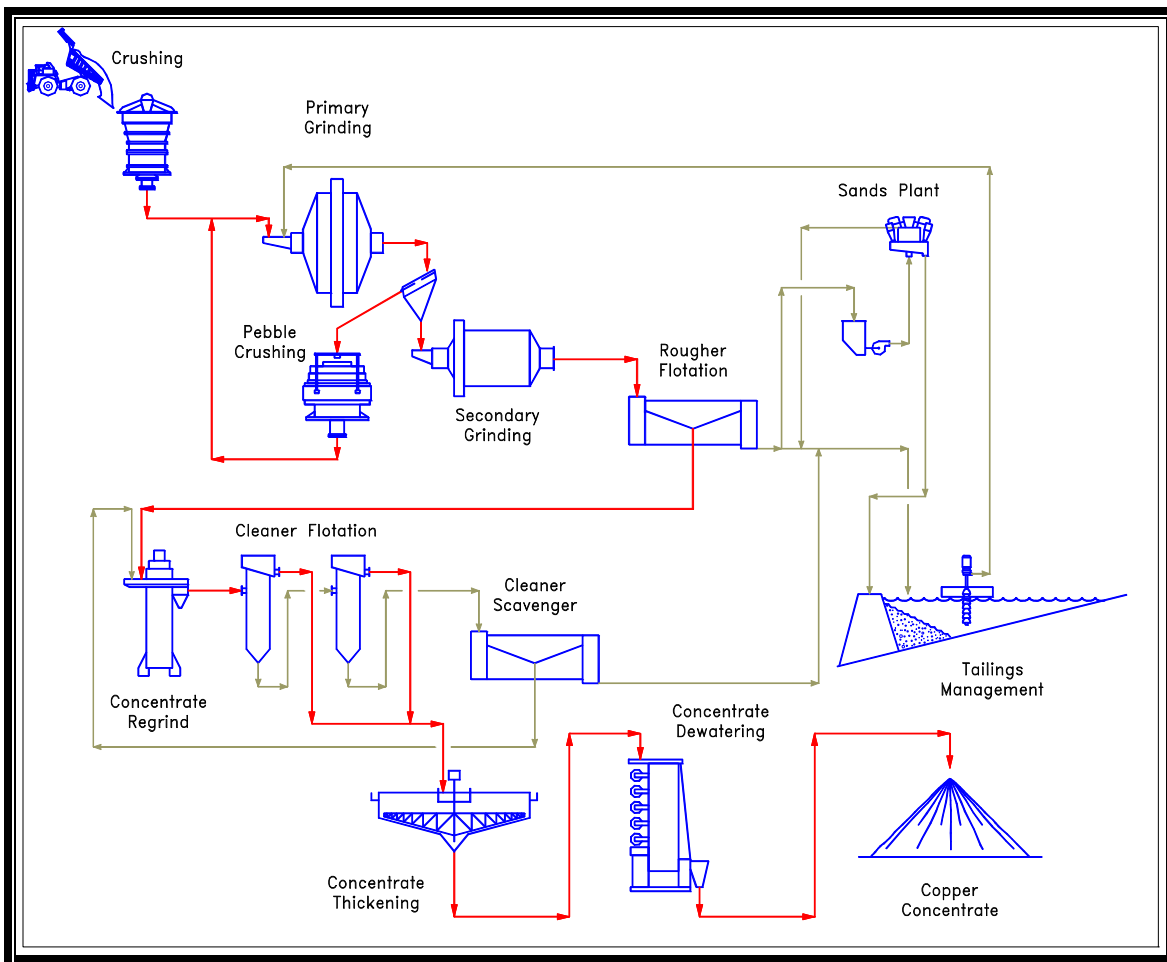 Crushing
Primary
Grinding
Sands Plant
Pebble
Crushing
Rougher
Flotation
Secondary
Grinding
Cleaner Flotation
Cleaner
Scavenger
Tailings
Management
Concentrate
Regrind
Concentrate
Dewatering
Concentrate
Thickening
Copper
Concentrate